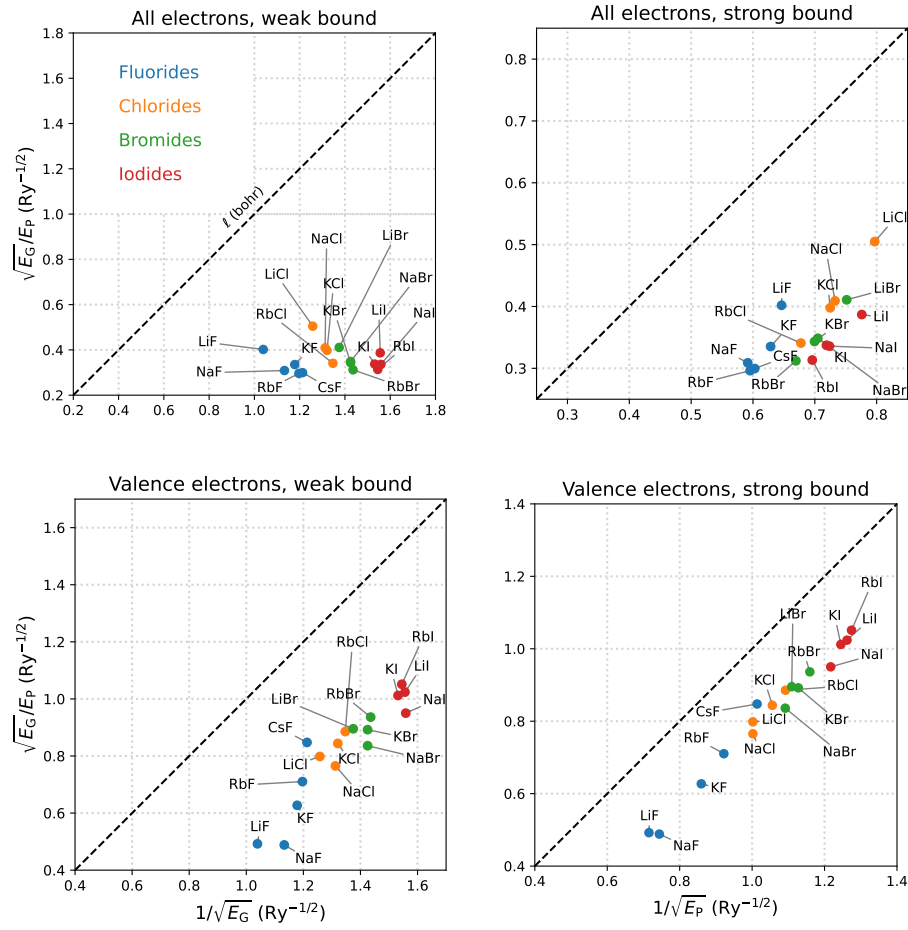 All electrons, weak bound
1.8
1.6
1.4
1.2
1.0
0.8
0.6
0.4
0.2
√E_G/E_P (Ry^{-1/2})
Fluorides
Chlorides
Bromides
Iodides
ℓ (bohr)
NaCl
LiBr
LiCl
KCl
NaBr
RbCl
KBr
LiI
NaI
LiF
KF
KI
RbI
NaF
RbF
CsF
RbBr
0.2 0.4 0.6 0.8 1.0 1.2 1.4 1.6 1.8
All electrons, strong bound
0.8
0.7
0.6
0.5
0.4
0.3
LiCl
NaCl
LiF
KCl
LiBr
RbCl
KF
KBr
LiI
NaF
CsF
NaI
RbF
RbBr
RbI
KI
NaBr
0.3 0.4 0.5 0.6 0.7 0.8
Valence electrons, weak bound
1.6
1.4
1.2
1.0
0.8
0.6
0.4
√E_G/E_P (Ry^{-1/2})
RbCl
RbI
KI
LiI
LiBr
RbBr
NaI
CsF
KBr
LiCl
KCl
NaBr
RbF
NaCl
LiF
KF
NaF
0.4 0.6 0.8 1.0 1.2 1.4 1.6
1/√E_G (Ry^{-1/2})
Valence electrons, strong bound
1.4
1.2
1.0
0.8
0.6
0.4
RbI
LiBr
KI
LiI
RbBr
NaI
KCl
RbCl
CsF
LiCl
KBr
RbF
NaCl
NaBr
KF
LiF
NaF
0.4 0.6 0.8 1.0 1.2 1.4
1/√E_P (Ry^{-1/2})